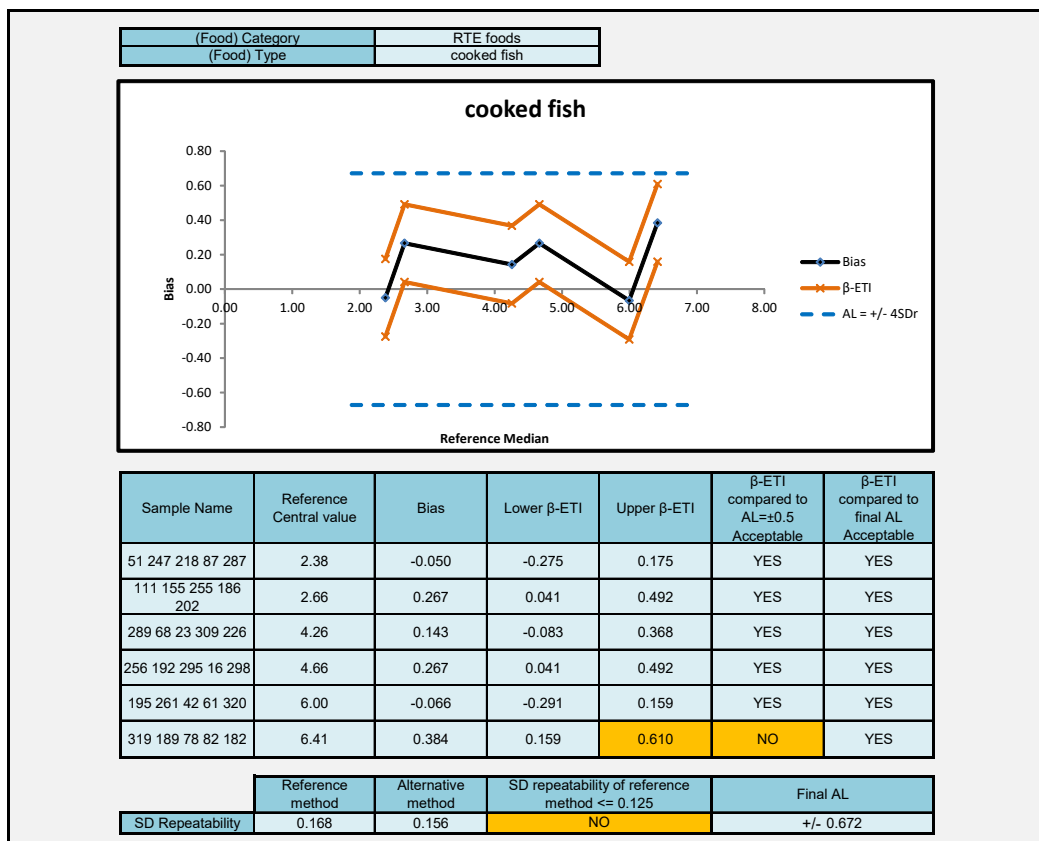 (Food) Category RTE foods
(Food) Type cooked fish
cooked fish
0.80
0.60
0.40
0.20
0.00
-0.20
-0.40
-0.60
-0.80
0.00 1.00 2.00 3.00 4.00 5.00 6.00 7.00 8.00
Bias
Reference Median
Bias
β-ETI
AL = +/- 4SDr
Sample Name Reference Central value Bias Lower β-ETI Upper β-ETI β-ETI compared to AL=±0.5 Acceptable β-ETI compared to final AL Acceptable
51 247 218 87 287 2.38 -0.050 -0.275 0.175 YES YES
111 155 255 186 202 2.66 0.267 0.041 0.492 YES YES
289 68 23 309 226 4.26 0.143 -0.083 0.368 YES YES
256 192 295 16 298 4.66 0.267 0.041 0.492 YES YES
195 261 42 61 320 6.00 -0.066 -0.291 0.159 YES YES
319 189 78 82 182 6.41 0.384 0.159 0.610 NO YES
Reference method Alternative method SD repeatability of reference method <= 0.125 Final AL
SD Repeatability 0.168 0.156 NO +/- 0.672